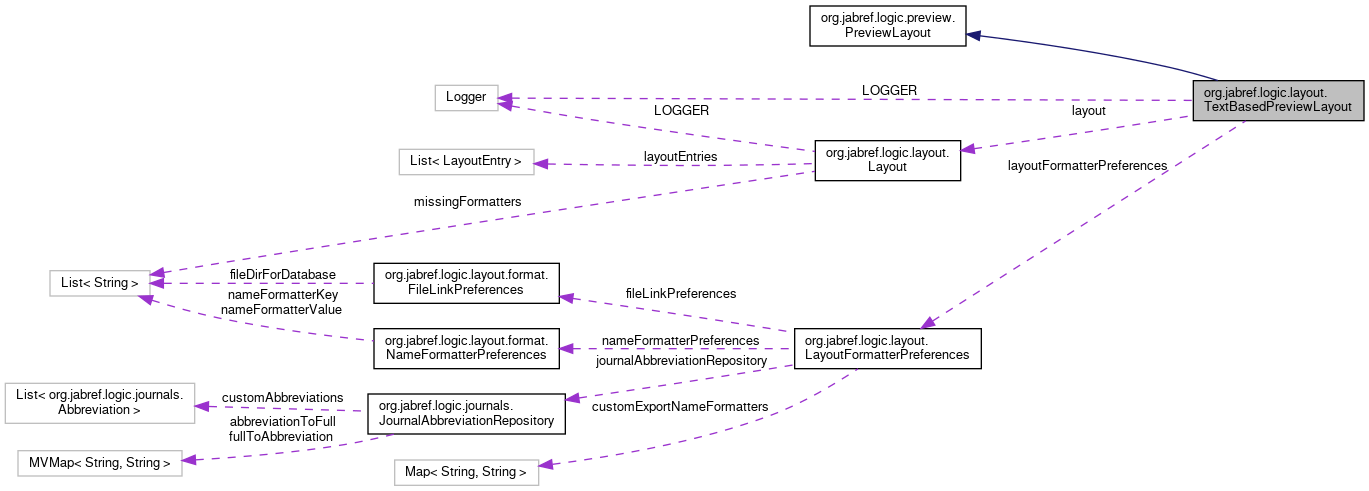 org.jabref.logic.preview.
PreviewLayout
org.jabref.logic.layout.
TextBasedPreviewLayout
LOGGER
Logger
LOGGER
layout
org.jabref.logic.layout.
Layout
layoutEntries
List< LayoutEntry >
layoutFormatterPreferences
missingFormatters
List< String >
fileDirForDatabase
org.jabref.logic.layout.format.
FileLinkPreferences
nameFormatterKey
nameFormatterValue
fileLinkPreferences
org.jabref.logic.layout.format.
NameFormatterPreferences
nameFormatterPreferences
org.jabref.logic.layout.
LayoutFormatterPreferences
journalAbbreviationRepository
List< org.jabref.logic.journals.
Abbreviation >
customAbbreviations
org.jabref.logic.journals.
JournalAbbreviationRepository
customExportNameFormatters
abbreviationToFull
fullToAbbreviation
MVMap< String, String >
Map< String, String >